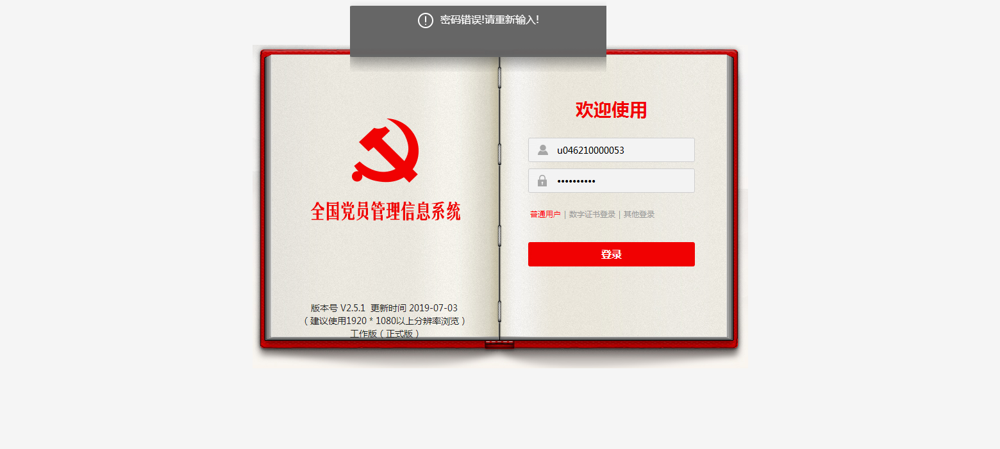 密码错误!请重新输入!
欢迎使用
u046210000053
••••••••••
普通用户 | 数字证书登录 | 其他登录
登录
全国党员管理信息系统
版本号 V2.5.1 更新时间 2019-07-03
( 建议使用1920 * 1080以上分辨率浏览 )
工作版 ( 正式版 )